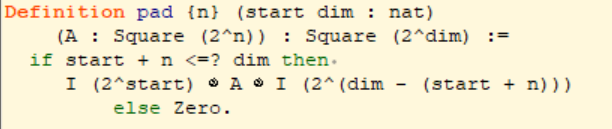 Definition pad {n} (start dim : nat)
(A : Square (2^n)) : Square (2^dim) :=
if start + n <=? dim then
I (2^start) ⊗ A ⊗ I (2^(dim - (start + n)))
else Zero.